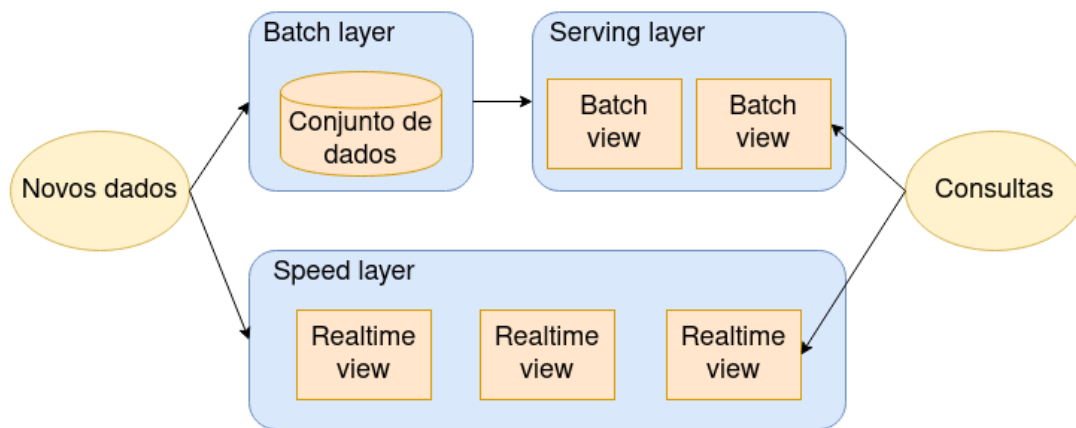 Batch layer
Serving layer
Conjunto de
dados
Batch
view
Batch
view
Novos dados
Consultas
Speed layer
Realtime
view
Realtime
view
Realtime
view